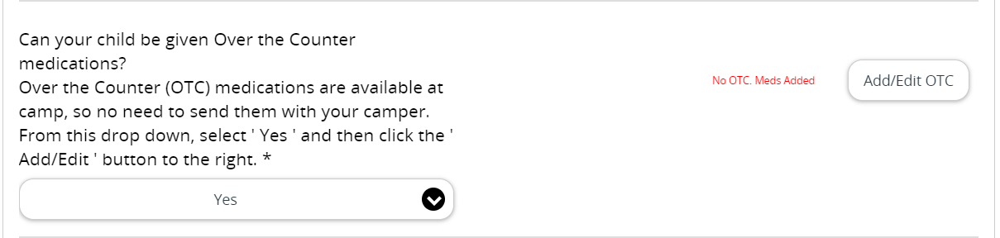 Can your child be given Over the Counter
medications?
Over the Counter (OTC) medications are available at
camp, so no need to send them with your camper.
From this drop down, select ' Yes ' and then click the '
Add/Edit ' button to the right. *
Yes
No OTC. Meds Added
Add/Edit OTC